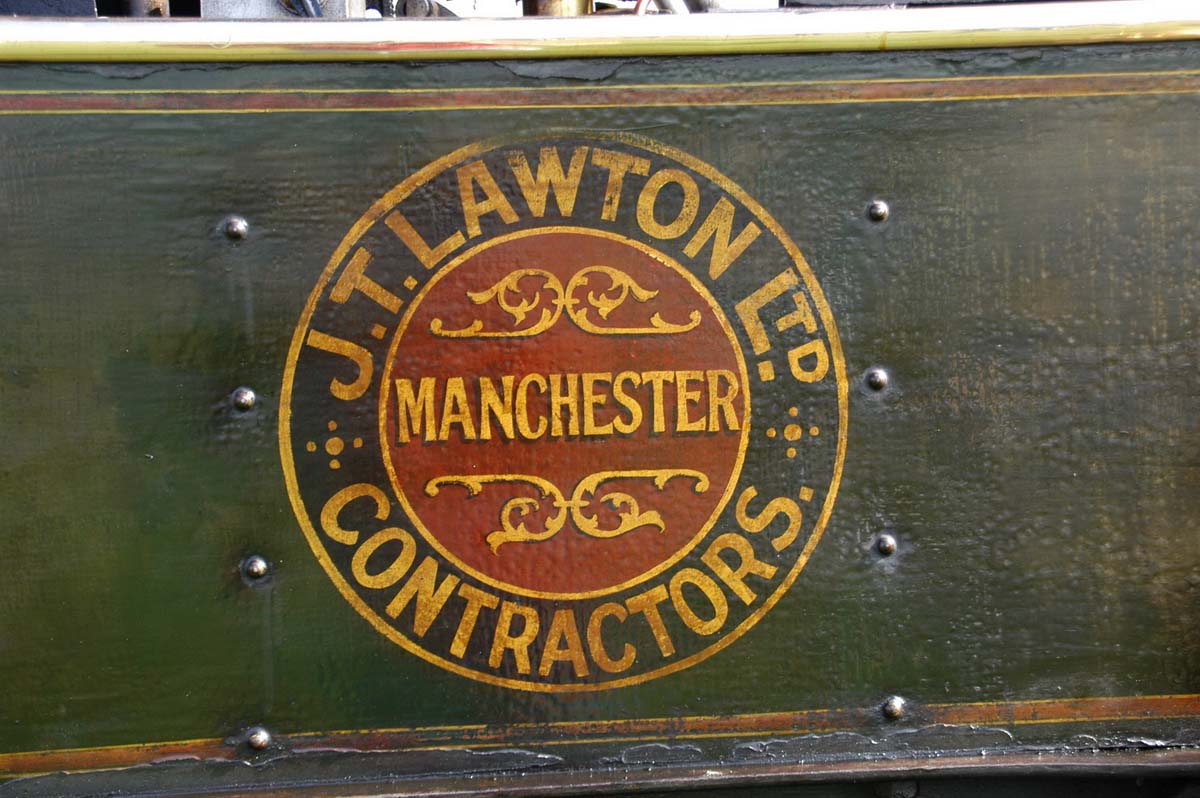 J.T. LAWTON LTD.
MANCHESTER
CONTRACTORS.